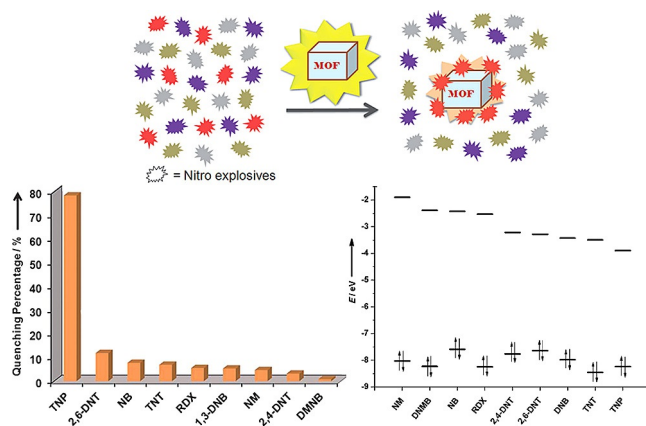 MOF
MOF
= Nitro explosives
Quenching Percentage / %
80
70
60
50
40
30
20
10
0
TNP
2,6-DNT
NB
TNT
RDX
1,3-DNB
NM
2,4-DNT
DMNB
E / eV
-2
-3
-4
-5
-6
-7
-8
-9
NM
DNMB
NB
RDX
2,4-DNT
2,6-DNT
DNB
TNT
TNP